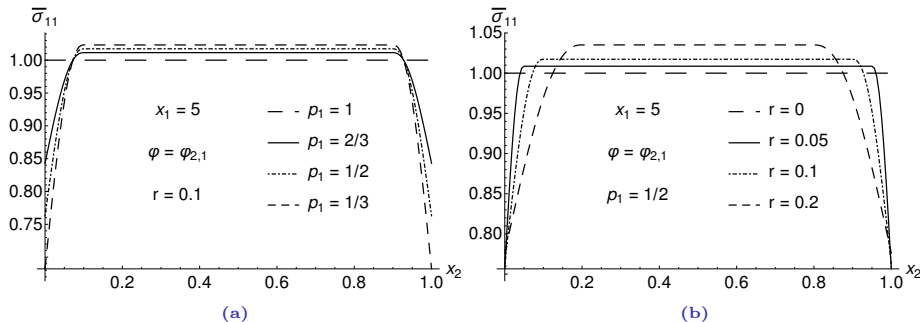 σ̅₁₁
1.00
0.95
0.90
0.85
0.80
0.75
x₁ = 5
φ = φ₂,₁
r = 0.1
p₁ = 1
p₁ = 2/3
p₁ = 1/2
p₁ = 1/3
0.2
0.4
0.6
0.8
1.0
x₂
(a)
σ̅₁₁
1.05
1.00
0.95
0.90
0.85
0.80
x₁ = 5
φ = φ₂,₁
p₁ = 1/2
r = 0
r = 0.05
r = 0.1
r = 0.2
0.2
0.4
0.6
0.8
1.0
x₂
(b)